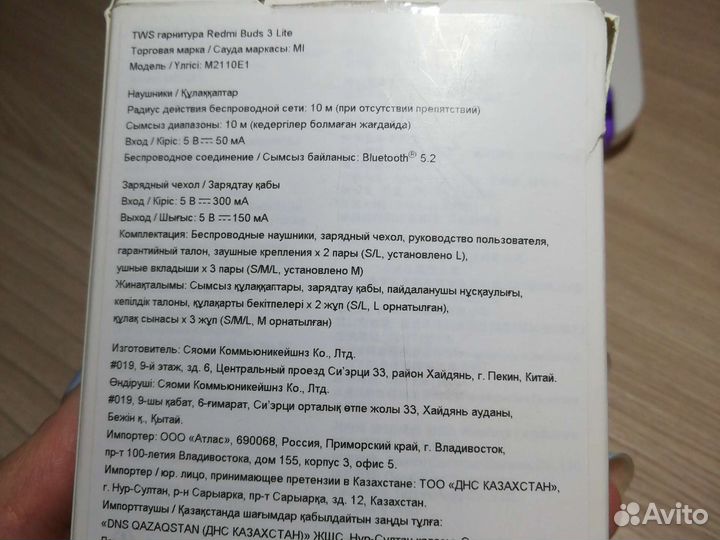 TWS гарнитура Redmi Buds 3 Lite
Торговая марка / Сауда маркасы: MI
Модель / Үлгісі: M2110E1
Наушники / Құлаққаптар
Радиус действия беспроводной сети: 10 м (при отсутствии препятствий)
Сымсыз диапазоны: 10 м (кедергілер болмаған жағдайда)
Вход / Кіріс: 5 В ⎓ 50 мА
Беспроводное соединение / Сымсыз байланыс: Bluetooth® 5.2
Зарядный чехол / Зарядтау қабы
Вход / Кіріс: 5 В ⎓ 300 мА
Выход / Шығыс: 5 В ⎓ 150 мА
Комплектация: Беспроводные наушники, зарядный чехол, руководство пользователя,
гарантийный талон, заушные крепления x 2 пары (S/L, установлено L),
ушные вкладыши x 3 пары (S/M/L, установлено M)
Жинақталымы: Сымсыз құлаққаптары, зарядтау қабы, пайдаланушы нұсқаулығы,
кепілдік талоны, құлақарты бекітпелері x 2 жұп (S/L, L орнатылған),
құлақ сынасы x 3 жұп (S/M/L, M орнатылған)
Изготовитель: Сяоми Коммьюникейшнз Ко., Лтд.
#019, 9-й этаж, зд. 6, Центральный проезд Си'эрци 33, район Хайдянь, г. Пекин, Китай.
Өндіруші: Сяоми Коммьюникейшнз Ко., Лтд.
#019, 9-шы қабат, 6-ғимарат, Си'эрци орталық өтпе жолы 33, Хайдянь ауданы,
Бежін қ., Қытай.
Импортер: ООО «Атлас», 690068, Россия, Приморский край, г. Владивосток,
пр-т 100-летия Владивостока, дом 155, корпус 3, офис 5.
Импортер / юр. лицо, принимающее претензии в Казахстане: ТОО «ДНС КАЗАХСТАН»,
г. Нур-Султан, р-н Сарыарка, пр-т Сарыарқа, зд. 12, Казахстан.
Импорттаушы / Қазақстанда шағымдар қабылдайтын заңды тұлға:
«DNS QAZAQSTAN (ДНС КАЗАХСТАН)» ЖШС, Нур-Султан
Avito